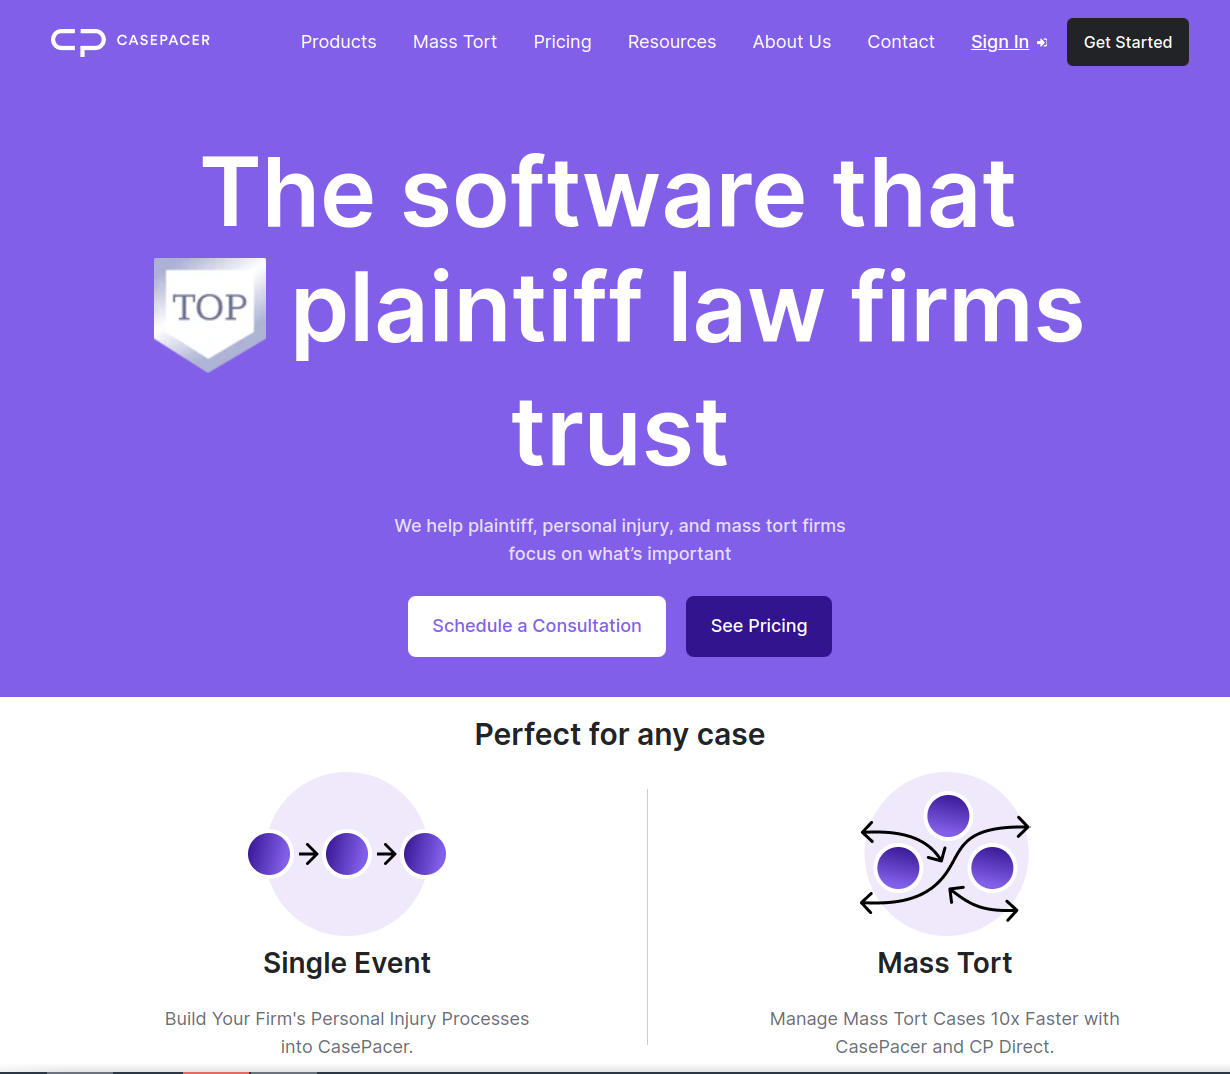 CASEPACER
Products Mass Tort Pricing Resources About Us Contact Sign In Get Started
The software that
TOP plaintiff law firms
trust
We help plaintiff, personal injury, and mass tort firms
focus on what’s important
Schedule a Consultation See Pricing
Perfect for any case
Single Event
Build Your Firm's Personal Injury Processes
into CasePacer.
Mass Tort
Manage Mass Tort Cases 10x Faster with
CasePacer and CP Direct.